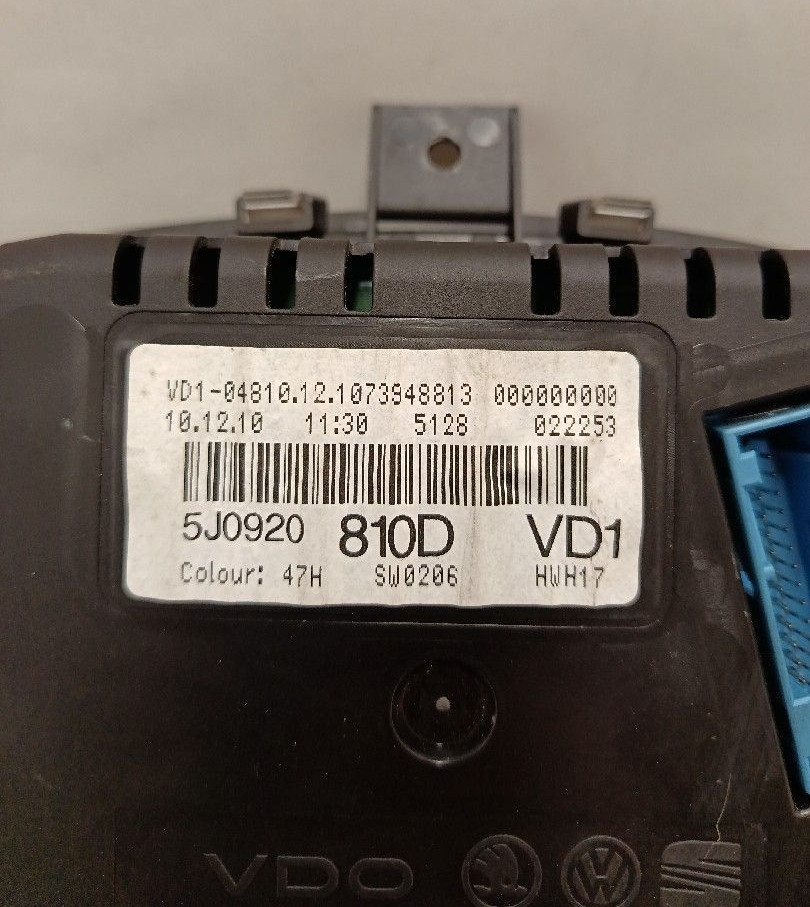 VD1-04810.12.1073948813 000000000
10.12.10 11:30 5128 022253
5J0920 810D VD1
Colour: 47H SW0206 HWH17
VDO